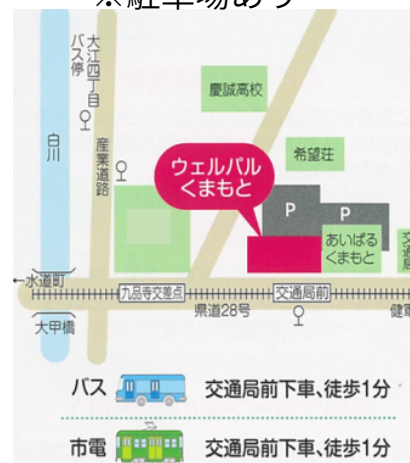 ※駐車場あり
大江四丁目
バス停
慶誠高校
白川
産業道路
希望荘
ウェルパル
くまもと
P
P
あいぱる
くまもと
交通局
←水道町
九品寺交差点
交通局前
県道28号
健軍
大甲橋
バス 交通局前下車、徒歩1分
市電 交通局前下車、徒歩1分